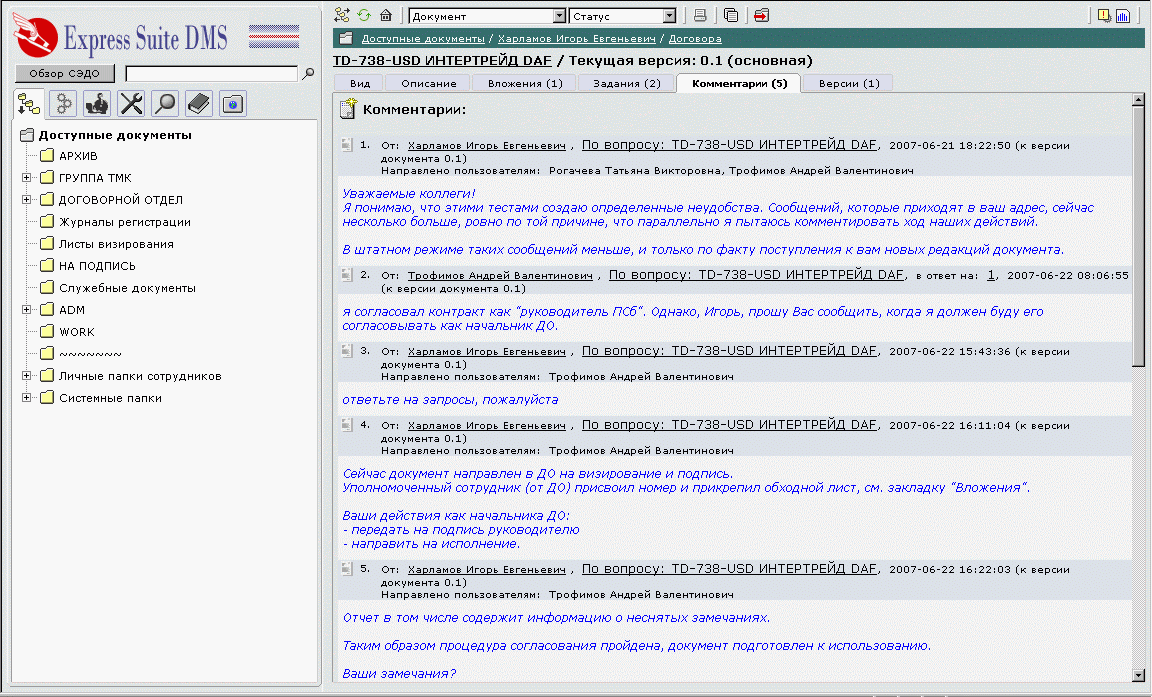 Express Suite DMS
Обзор СЭДО
Доступные документы
АРХИВ
ГРУППА ТМК
ДОГОВОРНОЙ ОТДЕЛ
Журналы регистрации
Листы визирования
НА ПОДПИСЬ
Служебные документы
ADM
WORK
~~~~~~~
Личные папки сотрудников
Системные папки
Документ Статус
Доступные документы / Харламов Игорь Евгеньевич / Договора
TD-738-USD ИНТЕРТРЕЙД DAF / Текущая версия: 0.1 (основная)
Вид Описание Вложения (1) Задания (2) Комментарии (5) Версии (1)
Комментарии:
1. От: Харламов Игорь Евгеньевич , По вопросу: TD-738-USD ИНТЕРТРЕЙД DAF, 2007-06-21 18:22:50 (к версии
документа 0.1)
Направлено пользователям: Рогачева Татьяна Викторовна, Трофимов Андрей Валентинович
Уважаемые коллеги!
Я понимаю, что этими тестами создаю определенные неудобства. Сообщений, которые приходят в ваш адрес, сейчас
несколько больше, ровно по той причине, что параллельно я пытаюсь комментировать ход наших действий.
В штатном режиме таких сообщений меньше, и только по факту поступления к вам новых редакций документа.
2. От: Трофимов Андрей Валентинович , По вопросу: TD-738-USD ИНТЕРТРЕЙД DAF, в ответ на: 1, 2007-06-22 08:06:55
(к версии документа 0.1)
я согласовал контракт как "руководитель ПСб". Однако, Игорь, прошу Вас сообщить, когда я должен буду его
согласовывать как начальник ДО.
3. От: Харламов Игорь Евгеньевич , По вопросу: TD-738-USD ИНТЕРТРЕЙД DAF, 2007-06-22 15:43:36 (к версии
документа 0.1)
Направлено пользователям: Трофимов Андрей Валентинович
ответьте на запросы, пожалуйста
4. От: Харламов Игорь Евгеньевич , По вопросу: TD-738-USD ИНТЕРТРЕЙД DAF, 2007-06-22 16:11:04 (к версии
документа 0.1)
Направлено пользователям: Трофимов Андрей Валентинович
Сейчас документ направлен в ДО на визирование и подпись.
Уполномоченный сотрудник (от ДО) присвоил номер и прикрепил обходной лист, см. закладку "Вложения".
Ваши действия как начальника ДО:
- передать на подпись руководителю
- направить на исполнение.
5. От: Харламов Игорь Евгеньевич , По вопросу: TD-738-USD ИНТЕРТРЕЙД DAF, 2007-06-22 16:22:03 (к версии
документа 0.1)
Направлено пользователям: Трофимов Андрей Валентинович
Отчет в том числе содержит информацию о неснятых замечаниях.
Таким образом процедура согласования пройдена, документ подготовлен к использованию.
Ваши замечания?